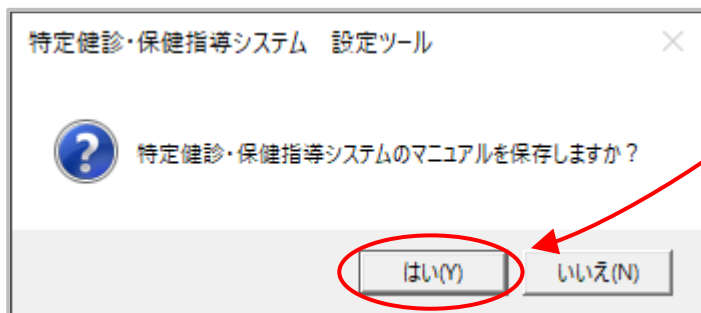 特定健診・保健指導システム　設定ツール
特定健診・保健指導システムのマニュアルを保存しますか？
はい(Y)
いいえ(N)